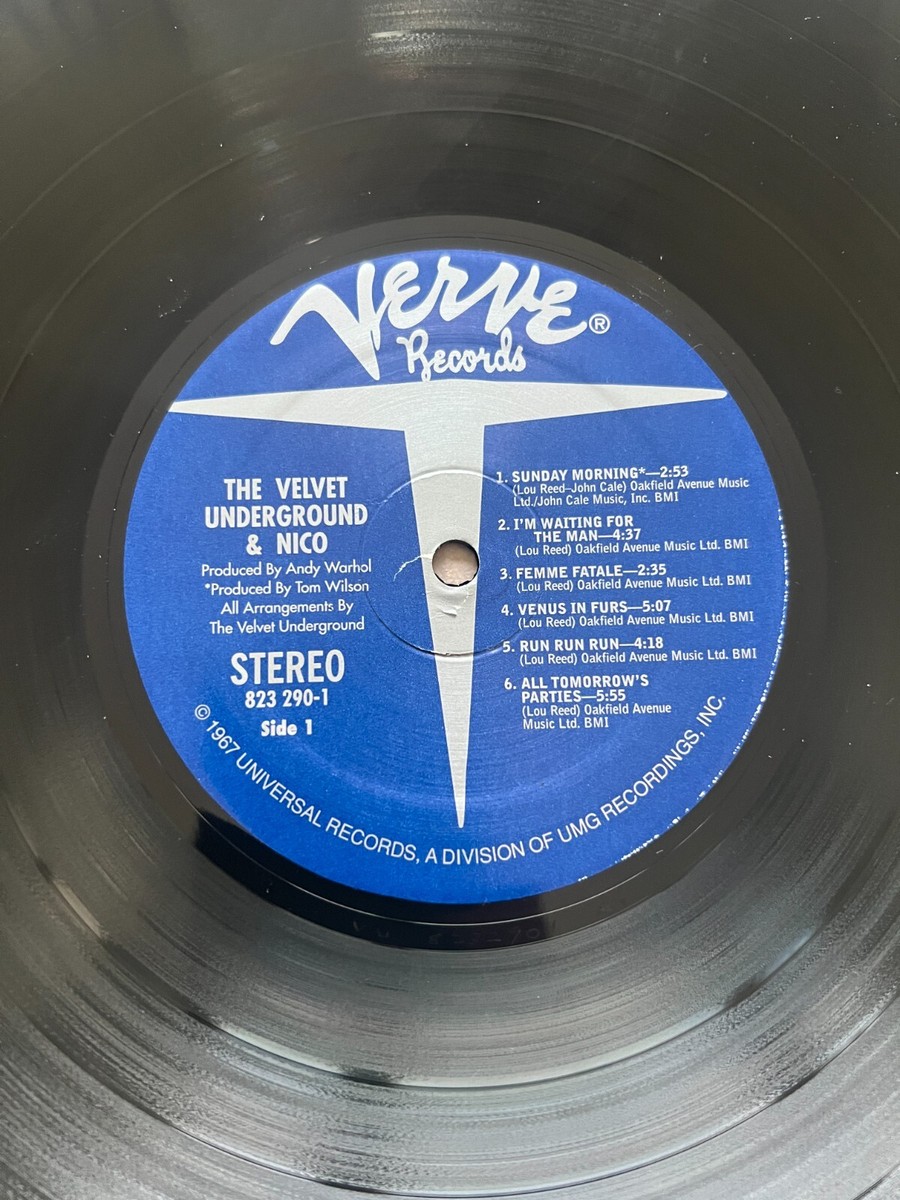 VERVE®
Records
THE VELVET
UNDERGROUND
& NICO
Produced By Andy Warhol
*Produced By Tom Wilson
All Arrangements By
The Velvet Underground
STEREO
823 290-1
Side 1
1. SUNDAY MORNING*—2:53
(Lou Reed–John Cale) Oakfield Avenue Music
Ltd./John Cale Music, Inc. BMI
2. I'M WAITING FOR
THE MAN—4:37
(Lou Reed) Oakfield Avenue Music Ltd. BMI
3. FEMME FATALE—2:35
(Lou Reed) Oakfield Avenue Music Ltd. BMI
4. VENUS IN FURS—5:07
(Lou Reed) Oakfield Avenue Music Ltd. BMI
5. RUN RUN RUN—4:18
(Lou Reed) Oakfield Avenue Music Ltd. BMI
6. ALL TOMORROW'S
PARTIES—5:55
(Lou Reed) Oakfield Avenue
Music Ltd. BMI
© 1967 UNIVERSAL RECORDS, A DIVISION OF UMG RECORDINGS, INC.